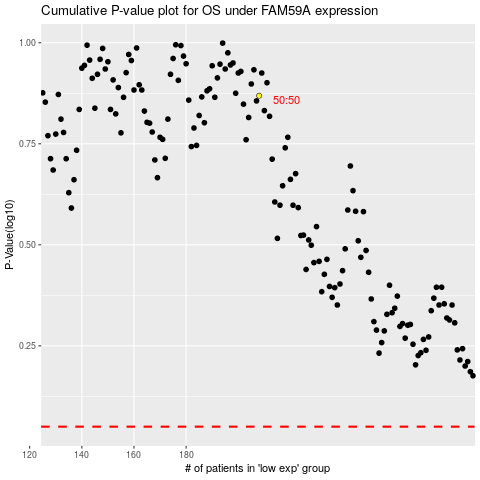 Cumulative P-value plot for OS under FAM59A expression
1.00
0.75
0.50
0.25
P-Value(log10)
50:50
120 140 160 180
# of patients in 'low exp' group